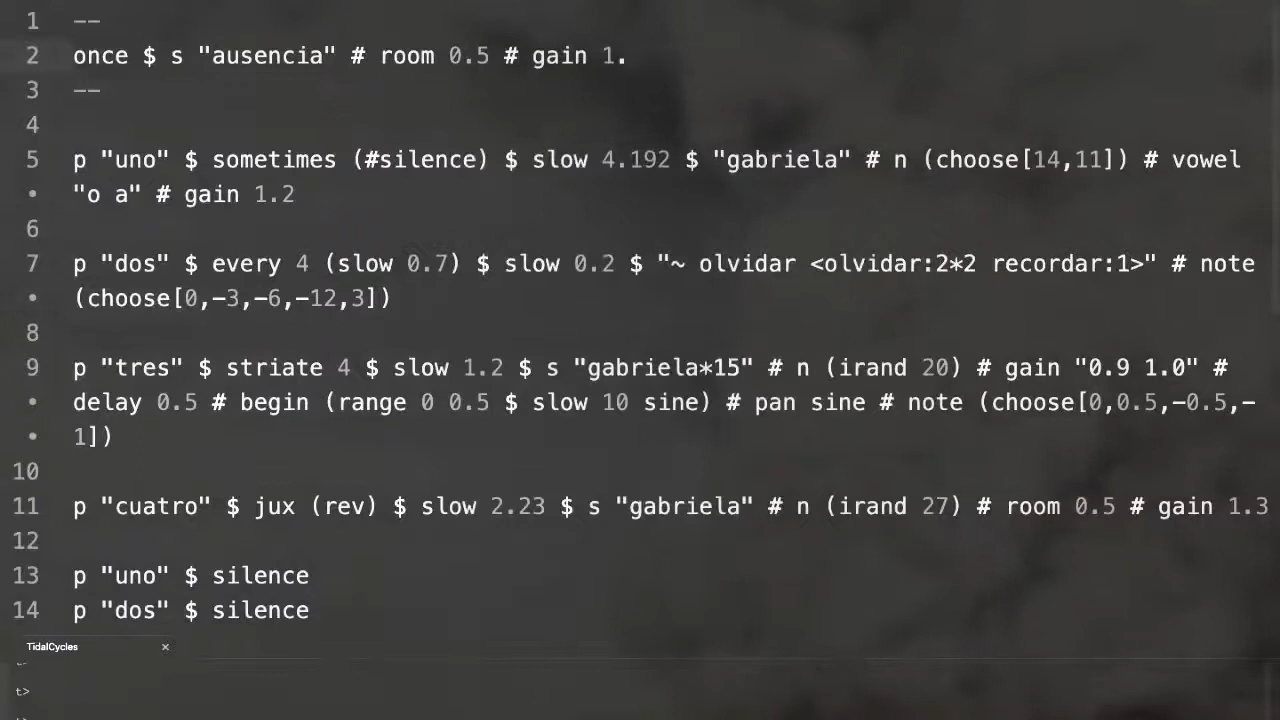 1 --
2 once $ s "ausencia" # room 0.5 # gain 1.
3 --
4
5 p "uno" $ sometimes (#silence) $ slow 4.192 $ "gabriela" # n (choose[14,11]) # vowel
• "o a" # gain 1.2
6
7 p "dos" $ every 4 (slow 0.7) $ slow 0.2 $ "~ olvidar <olvidar:2*2 recordar:1>" # note
• (choose[0,-3,-6,-12,3])
8
9 p "tres" $ striate 4 $ slow 1.2 $ s "gabriela*15" # n (irand 20) # gain "0.9 1.0" #
• delay 0.5 # begin (range 0 0.5 $ slow 10 sine) # pan sine # note (choose[0,0.5,-0.5,-
• 1])
10
11 p "cuatro" $ jux (rev) $ slow 2.23 $ s "gabriela" # n (irand 27) # room 0.5 # gain 1.3
12
13 p "uno" $ silence
14 p "dos" $ silence
TidalCycles ×
t>